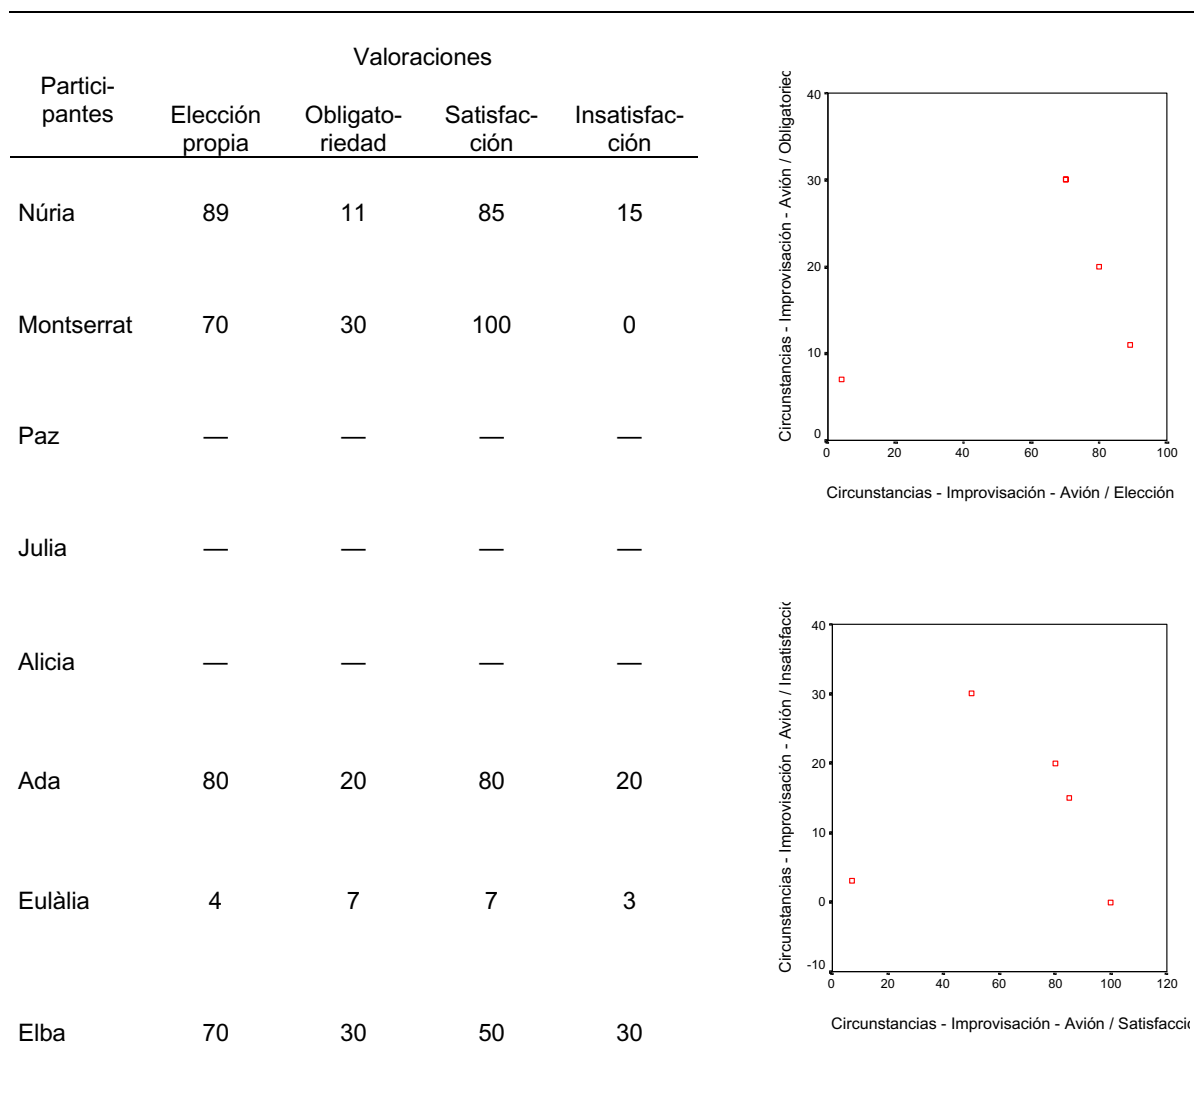 Valoraciones
Partici-
pantes
Elección
propia
Obligato-
riedad
Satisfac-
ción
Insatisfac-
ción
Núria 89 11 85 15
Montserrat 70 30 100 0
Paz — — — —
Julia — — — —
Alicia — — — —
Ada 80 20 80 20
Eulàlia 4 7 7 3
Elba 70 30 50 30
Circunstancias - Improvisación - Avión / Obligatoried
40
30
20
10
0
0 20 40 60 80 100
Circunstancias - Improvisación - Avión / Elección
Circunstancias - Improvisación - Avión / Insatisfacció
40
30
20
10
0
-10
0 20 40 60 80 100 120
Circunstancias - Improvisación - Avión / Satisfacció